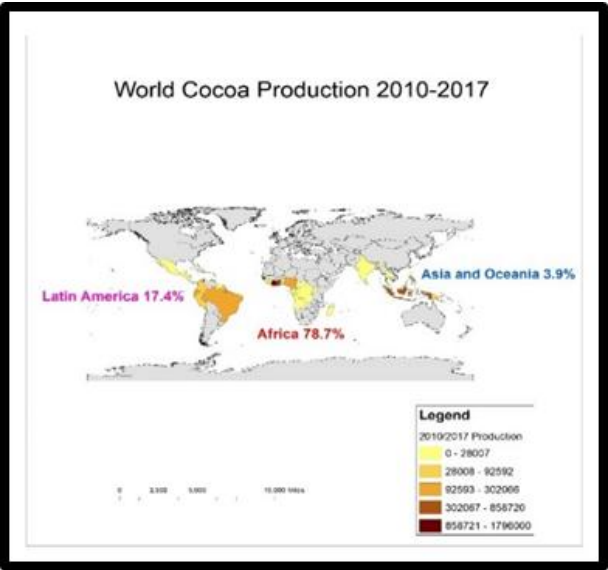 World Cocoa Production 2010-2017
Asia and Oceania 3.9%
Latin America 17.4%
Africa 78.7%
Legend
2010/2017 Production
0 - 28007
28008 - 92592
92593 - 302066
302067 - 858720
858721 - 1796000
0